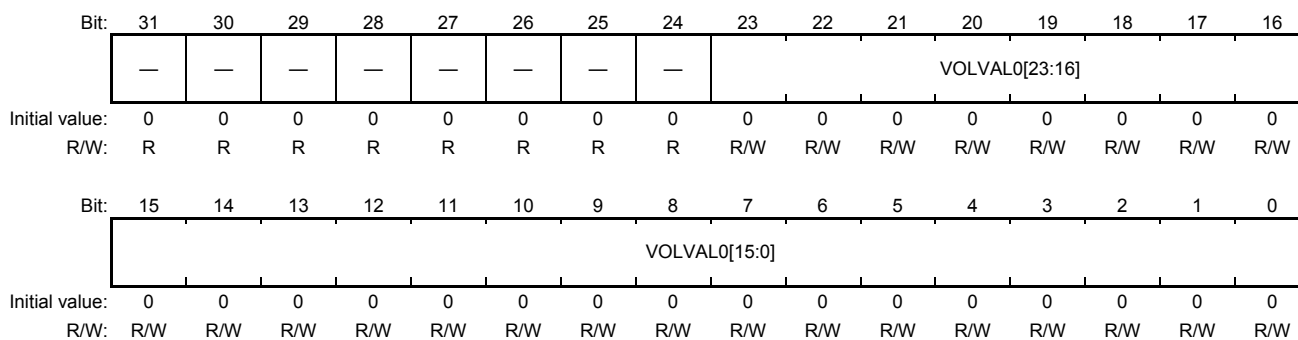 Bit: 31 30 29 28 27 26 25 24 23 22 21 20 19 18 17 16
— — — — — — — — VOLVAL0[23:16]
Initial value: 0 0 0 0 0 0 0 0 0 0 0 0 0 0 0 0
R/W: R R R R R R R R R/W R/W R/W R/W R/W R/W R/W R/W
Bit: 15 14 13 12 11 10 9 8 7 6 5 4 3 2 1 0
VOLVAL0[15:0]
Initial value: 0 0 0 0 0 0 0 0 0 0 0 0 0 0 0 0
R/W: R/W R/W R/W R/W R/W R/W R/W R/W R/W R/W R/W R/W R/W R/W R/W R/W